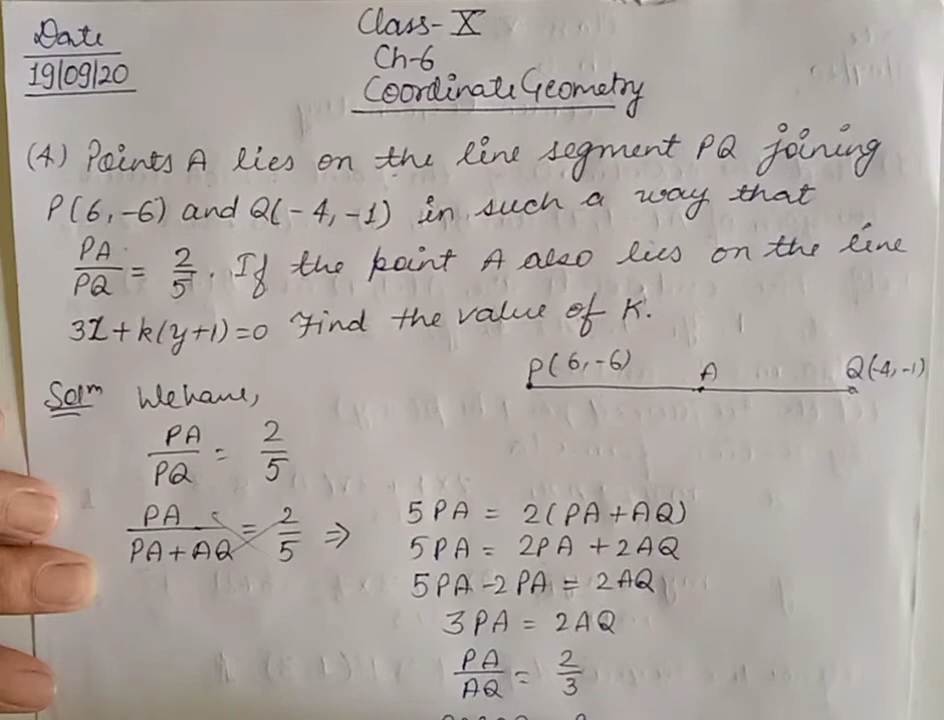 Date
19/09/20
Class-X
Ch-6
Coordinate Geometry
(4.) Points A lies on the line segment PQ joining
P(6,-6) and Q(-4,-1) in such a way that
PA/PQ = 2/5. If the point A also lies on the line
3x+k(y+1)=0 Find the value of K.
P(6,-6) A Q(-4,-1)
Soln We have,
PA/PQ = 2/5
PA/PA+AQ = 2/5 ⇒ 5PA = 2(PA+AQ)
5PA = 2PA + 2AQ
5PA-2PA = 2AQ
3PA = 2AQ
PA/AQ = 2/3